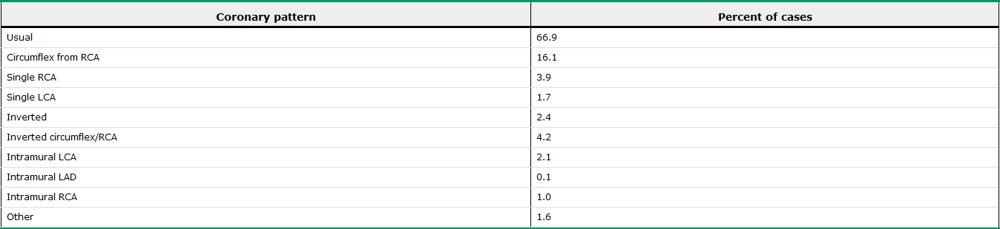 Coronary pattern Percent of cases
Usual 66.9
Circumflex from RCA 16.1
Single RCA 3.9
Single LCA 1.7
Inverted 2.4
Inverted circumflex/RCA 4.2
Intramural LCA 2.1
Intramural LAD 0.1
Intramural RCA 1.0
Other 1.6